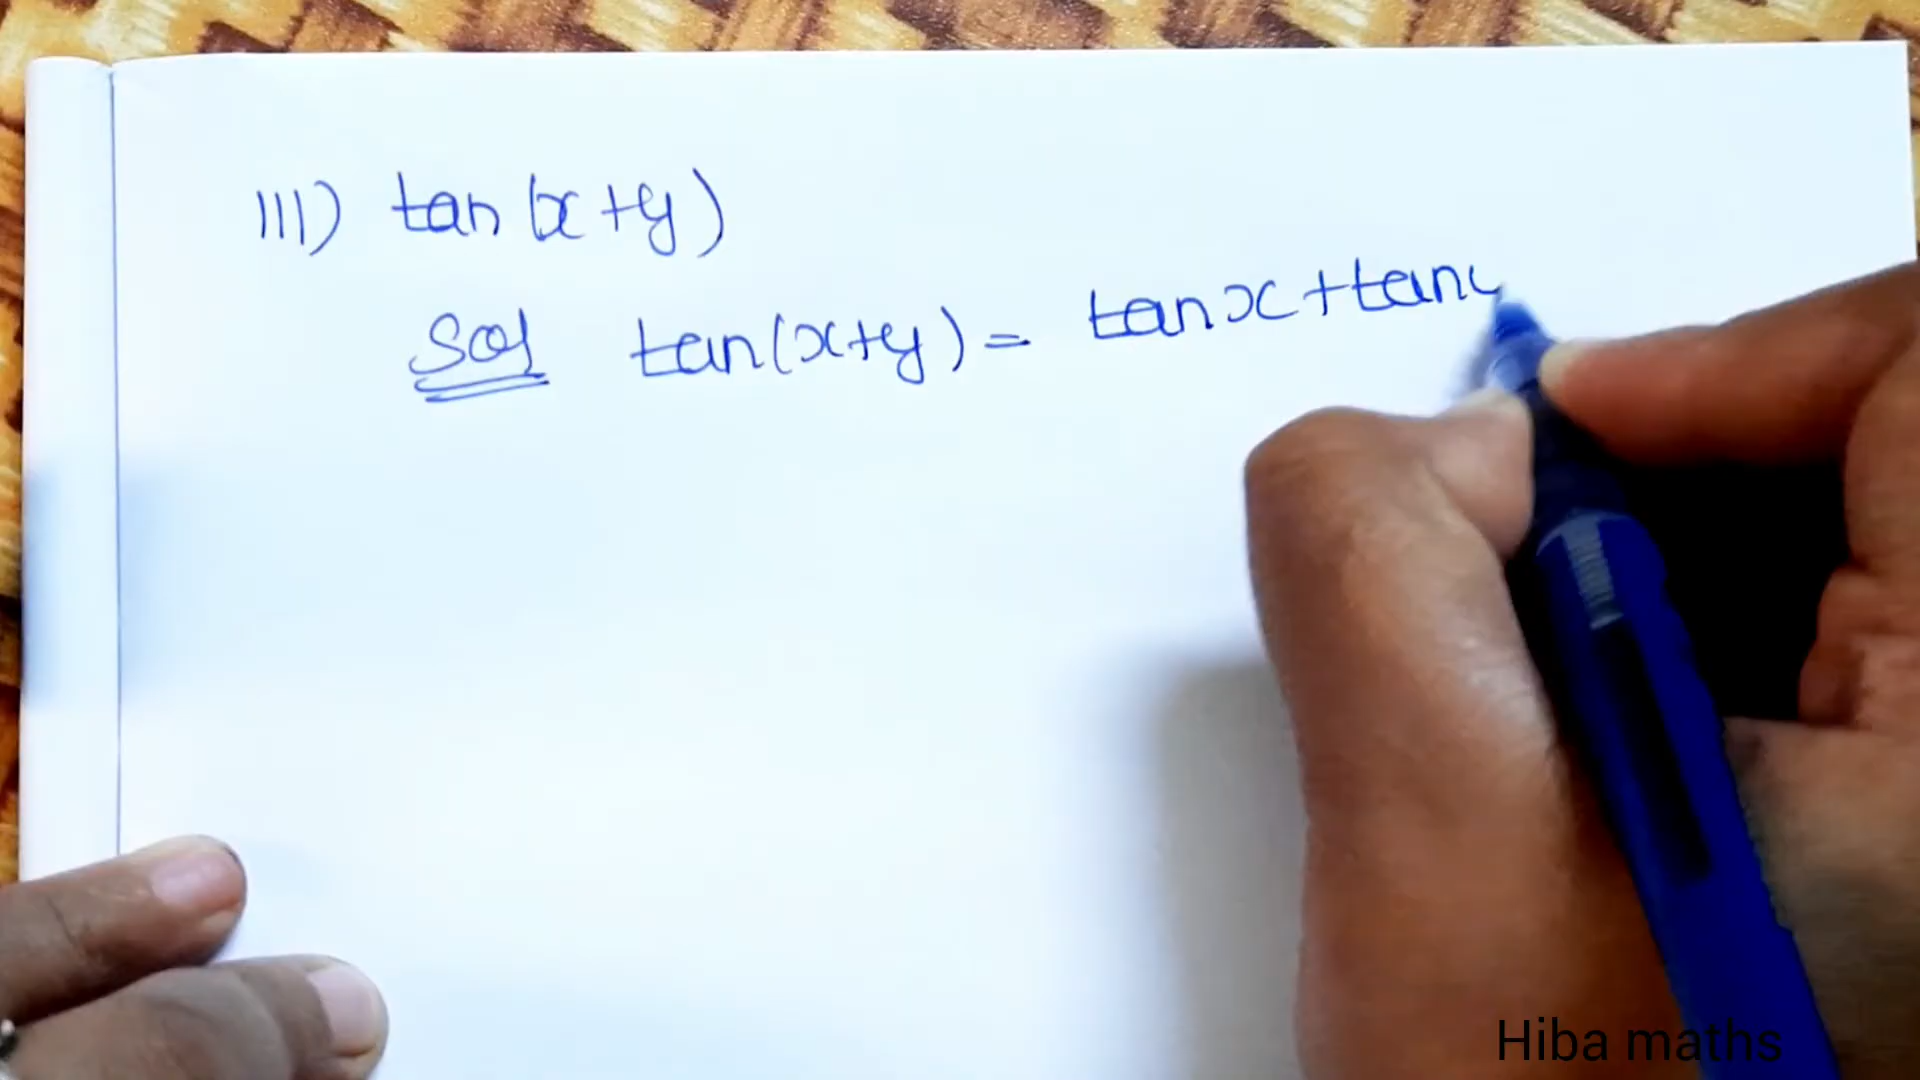 III) tan (x+y)
Sol tan(x+y) = tan x + tan
Hiba maths